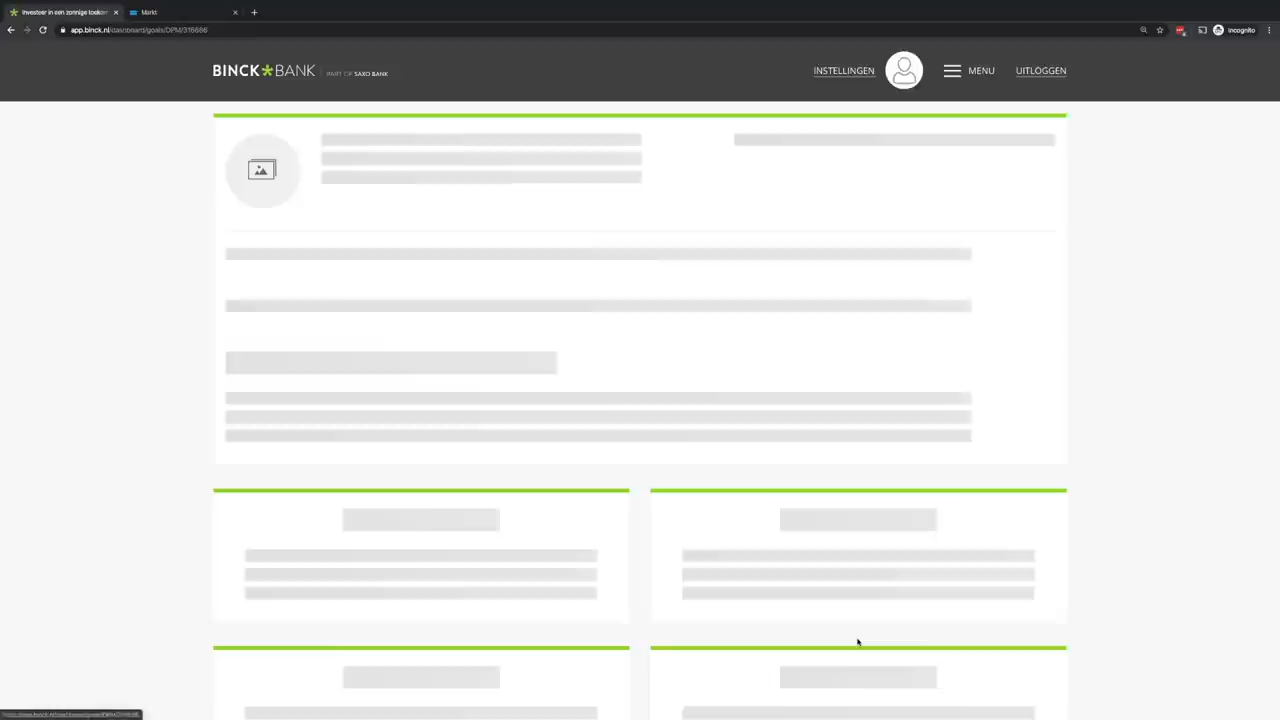 Investeer in een zonnige toekom
Markt
app.binck.nl/dashboard/goals/DPM/316686
Incognito
BINCK*BANK PART OF SAXO BANK
INSTELLINGEN
MENU
UITLOGGEN